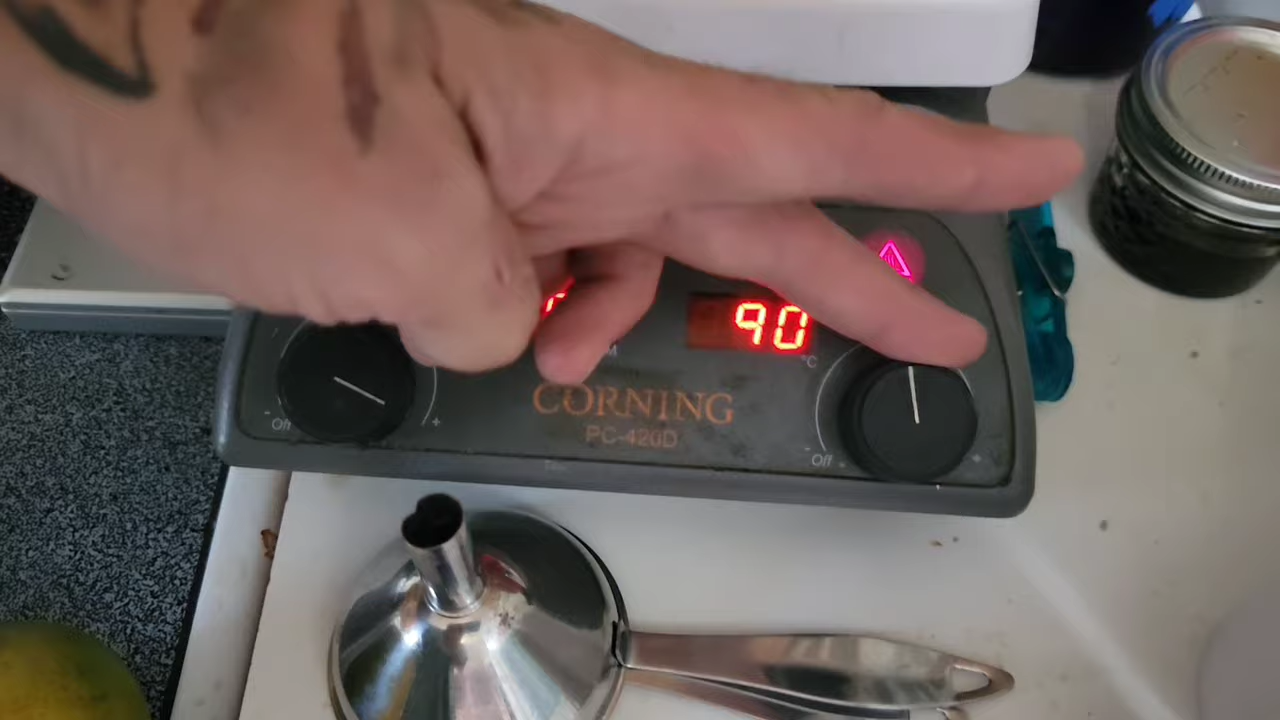 90
°C
CORNING
PC-420D
Off
+
- Off
+